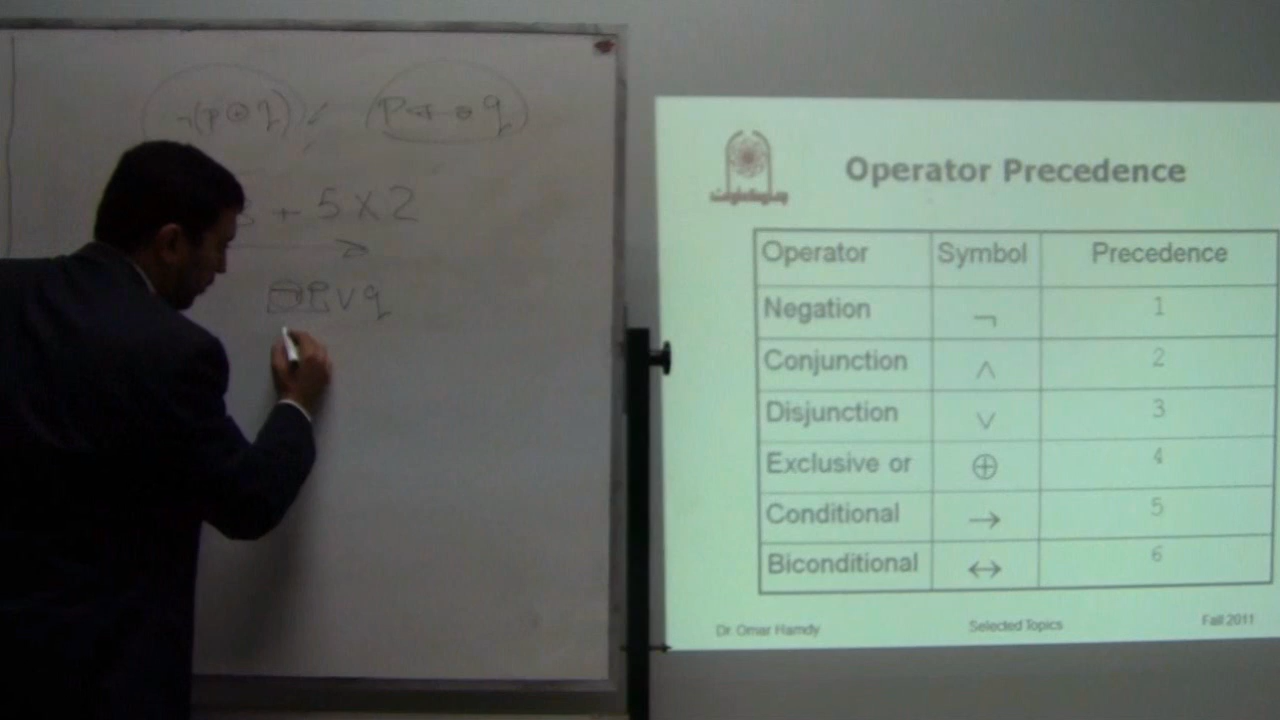 ¬(p⊕q)
p↔q
+ 5 X 2
¬P∨q
Operator Precedence
Operator Symbol Precedence
Negation ¬ 1
Conjunction ∧ 2
Disjunction ∨ 3
Exclusive or ⊕ 4
Conditional → 5
Biconditional ↔ 6
Dr. Omar Hamdy Selected Topics Fall 2011